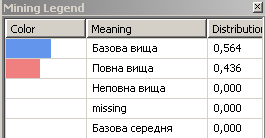 Mining Legend
Color Meaning Distribution
Базова вища 0,564
Повна вища 0,436
Неповна вища 0,000
missing 0,000
Базова середня 0,000